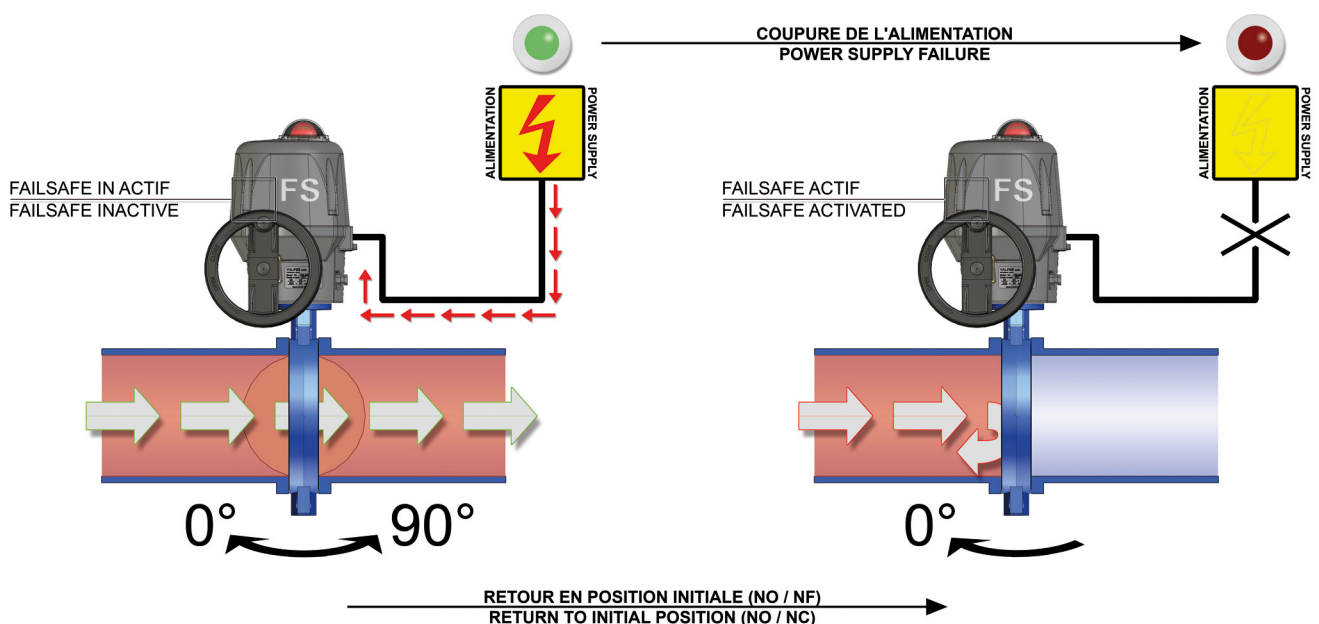 COUPURE DE L'ALIMENTATION
POWER SUPPLY FAILURE
ALIMENTATION
POWER SUPPLY
ALIMENTATION
POWER SUPPLY
FAILSAFE IN ACTIF
FAILSAFE INACTIVE
FS
FAILSAFE ACTIF
FAILSAFE ACTIVATED
FS
0° 90°
0°
RETOUR EN POSITION INITIALE (NO / NF)
RETURN TO INITIAL POSITION (NO / NC)